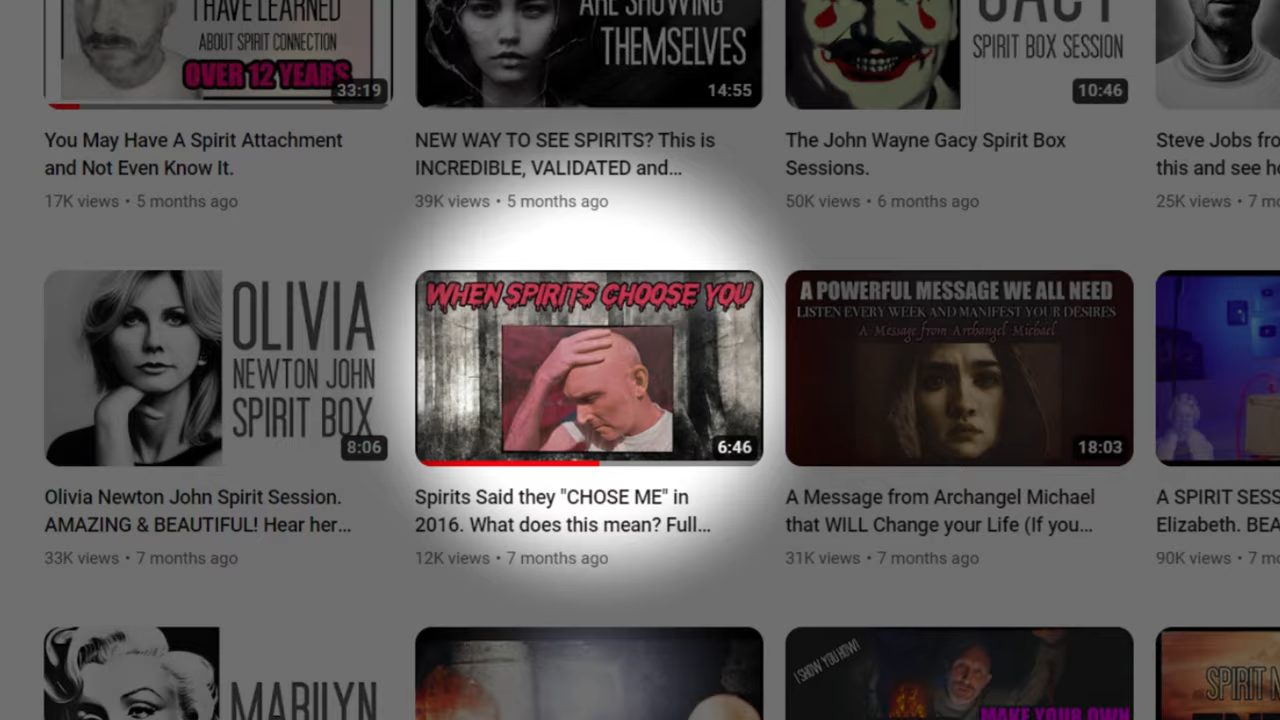 I HAVE LEARNED
ABOUT SPIRIT CONNECTION
OVER 12 YEARS
33:19
You May Have A Spirit Attachment
and Not Even Know It.
17K views • 5 months ago
ARE SHOWING
THEMSELVES
14:55
NEW WAY TO SEE SPIRITS? This is
INCREDIBLE, VALIDATED and...
39K views • 5 months ago
GACY
SPIRIT BOX SESSION
10:46
The John Wayne Gacy Spirit Box
Sessions.
50K views • 6 months ago
Steve Jobs fro
this and see h
25K views • 7 m
OLIVIA
NEWTON JOHN
SPIRIT BOX
8:06
Olivia Newton John Spirit Session.
AMAZING & BEAUTIFUL! Hear her...
33K views • 7 months ago
WHEN SPIRITS CHOOSE YOU
6:46
Spirits Said they "CHOSE ME" in
2016. What does this mean? Full...
12K views • 7 months ago
A POWERFUL MESSAGE WE ALL NEED
LISTEN EVERY WEEK AND MANIFEST YOUR DESIRES
A Message from Archangel Michael
18:03
A Message from Archangel Michael
that WILL Change your Life (If you...
31K views • 7 months ago
A SPIRIT SESS
Elizabeth. BEA
90K views • 7 m
MARILYN
I SHOW YOU HOW!
MAKE YOUR OWN
SPIRIT